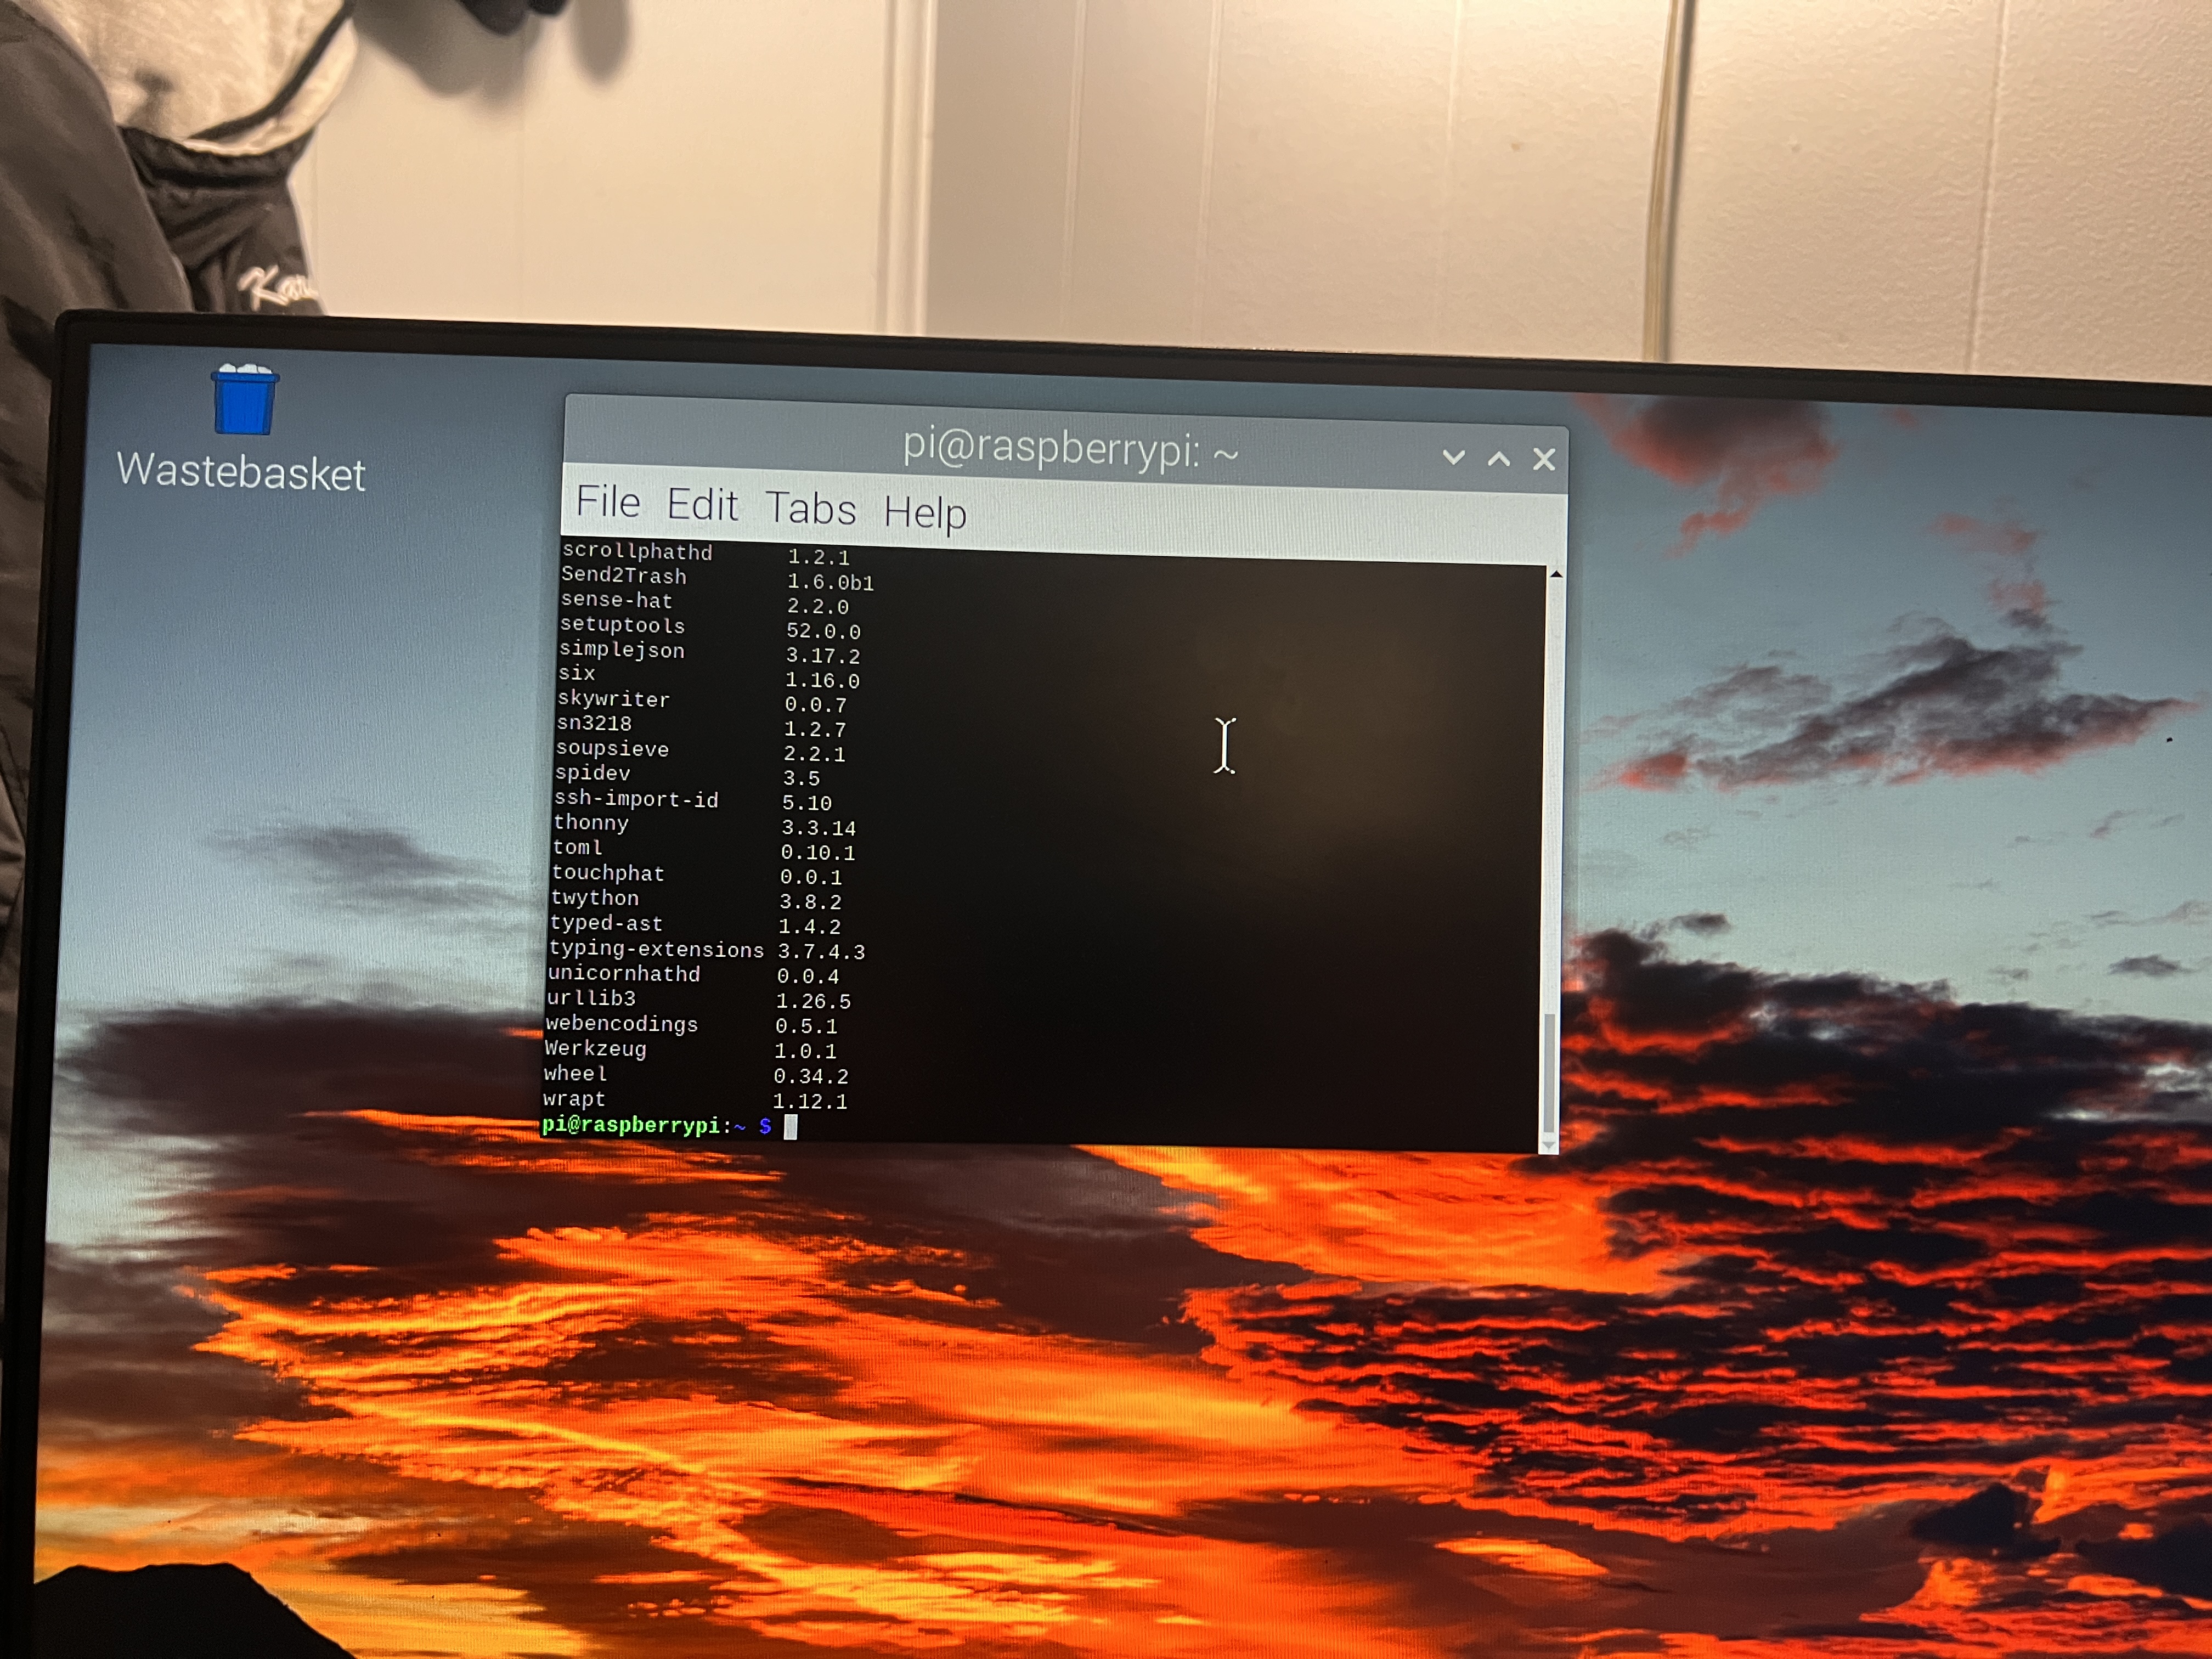 Wastebasket
pi@raspberrypi: ~
File Edit Tabs Help
scrollphathd 1.2.1
Send2Trash 1.6.0b1
sense-hat 2.2.0
setuptools 52.0.0
simplejson 3.17.2
six 1.16.0
skywriter 0.0.7
sn3218 1.2.7
soupsieve 2.2.1
spidev 3.5
ssh-import-id 5.10
thonny 3.3.14
toml 0.10.1
touchphat 0.0.1
twython 3.8.2
typed-ast 1.4.2
typing-extensions 3.7.4.3
unicornhathd 0.0.4
urllib3 1.26.5
webencodings 0.5.1
Werkzeug 1.0.1
wheel 0.34.2
wrapt 1.12.1
pi@raspberrypi:~ $